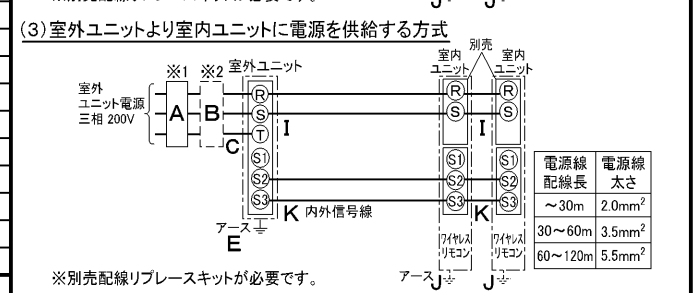 (3)室外ユニットより室内ユニットに電源を供給する方式
※1 ※2 室外ユニット
室内ユニット 別売 室内ユニット
室外
ユニット電源
三相 200V
A B C
R S T S1 S2 S3
I
R S S1 S2 S3
I
R S S1 S2 S3
K 内外信号線
K
アース
E
ワイヤレス
リモコン
ワイヤレス
リモコン
アース J J
電源線
配線長
電源線
太さ
~30m 2.0mm²
30~60m 3.5mm²
60~120m 5.5mm²
※別売配線リプレースキットが必要です。